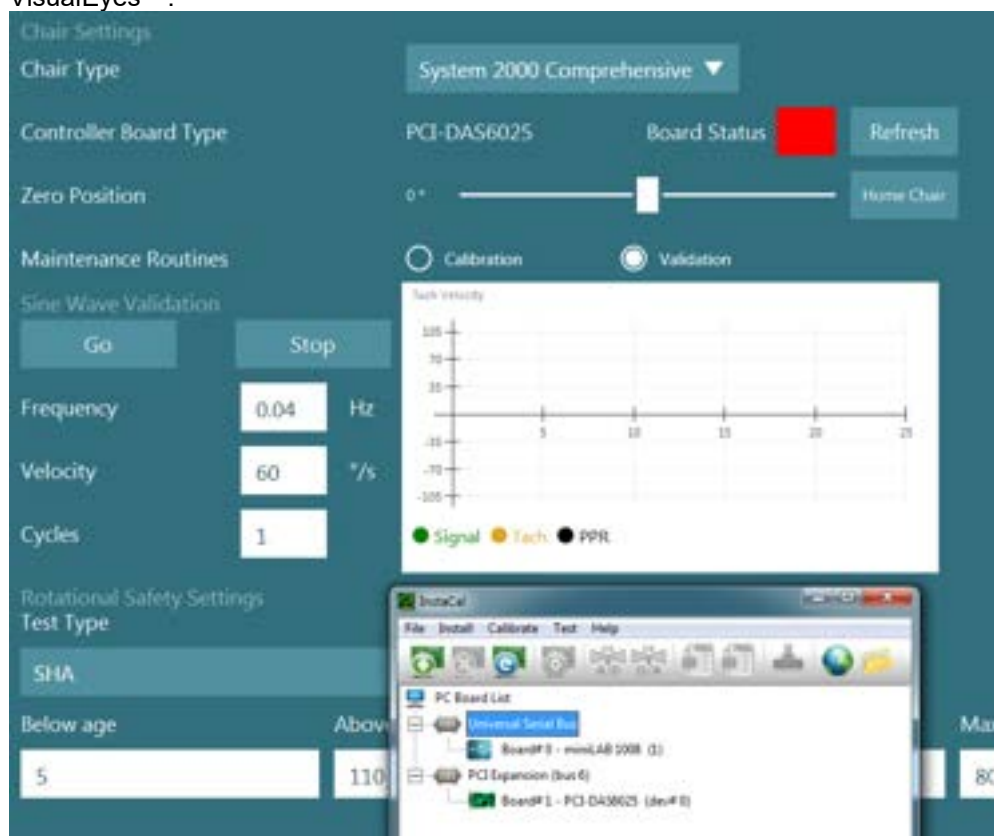 VisualEyes
Chair Settings
Chair Type System 2000 Comprehensive
Controller Board Type PCI-DAS6025 Board Status Refresh
Zero Position 0° Home Chair
Maintenance Routines Calibration Validation
Sine Wave Validation Tach Velocity
Go Stop
105
70
35
5 10 15 20 25
-35
-70
-105
Frequency 0.04 Hz
Velocity 60 °/s
Cycles 1
Signal Tach PPR
Rotational Safety Settings
Test Type
SHA
InstaCal
File Install Calibrate Test Help
PC Board List
Universal Serial Bus
Board# 0 - miniLAB 1008 (1)
PCI Expansion (bus 6)
Board# 1 - PCI-DAS6025 (dev# 0)
Below age
5 110 80